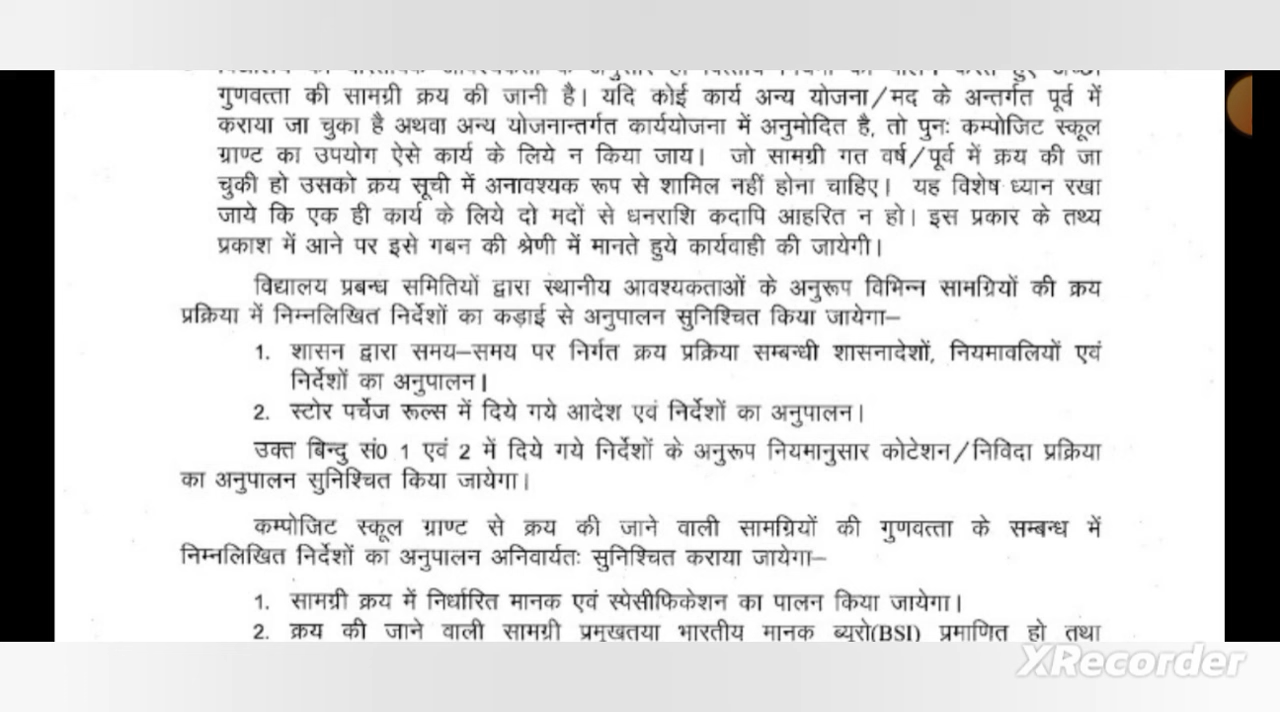 गुणवत्ता की सामग्री क्रय की जानी है। यदि कोई कार्य अन्य योजना/मद के अन्तर्गत पूर्व में
कराया जा चुका है अथवा अन्य योजनान्तर्गत कार्ययोजना में अनुमोदित है, तो पुनः कम्पोजिट स्कूल
ग्राण्ट का उपयोग ऐसे कार्य के लिये न किया जाय। जो सामग्री गत वर्ष/पूर्व में क्रय की जा
चुकी हो उसको क्रय सूची में अनावश्यक रूप से शामिल नहीं होना चाहिए। यह विशेष ध्यान रखा
जाये कि एक ही कार्य के लिये दो मदों से धनराशि कदापि आहरित न हो। इस प्रकार के तथ्य
प्रकाश में आने पर इसे गबन की श्रेणी में मानते हुये कार्यवाही की जायेगी।
विद्यालय प्रबन्ध समितियों द्वारा स्थानीय आवश्यकताओं के अनुरूप विभिन्न सामग्रियों की क्रय
प्रक्रिया में निम्नलिखित निर्देशों का कड़ाई से अनुपालन सुनिश्चित किया जायेगा–
1. शासन द्वारा समय–समय पर निर्गत क्रय प्रक्रिया सम्बन्धी शासनादेशों, नियमावलियों एवं
निर्देशों का अनुपालन।
2. स्टोर पर्चेज रूल्स में दिये गये आदेश एवं निर्देशों का अनुपालन।
उक्त बिन्दु सं0 1 एवं 2 में दिये गये निर्देशों के अनुरूप नियमानुसार कोटेशन/निविदा प्रक्रिया
का अनुपालन सुनिश्चित किया जायेगा।
कम्पोजिट स्कूल ग्राण्ट से क्रय की जाने वाली सामग्रियों की गुणवत्ता के सम्बन्ध में
निम्नलिखित निर्देशों का अनुपालन अनिवार्यतः सुनिश्चित कराया जायेगा–
1. सामग्री क्रय में निर्धारित मानक एवं स्पेसीफिकेशन का पालन किया जायेगा।
2. क्रय की जाने वाली सामग्री प्रमुखतया भारतीय मानक ब्यूरो(BSI) प्रमाणित हो तथा
XRecorder